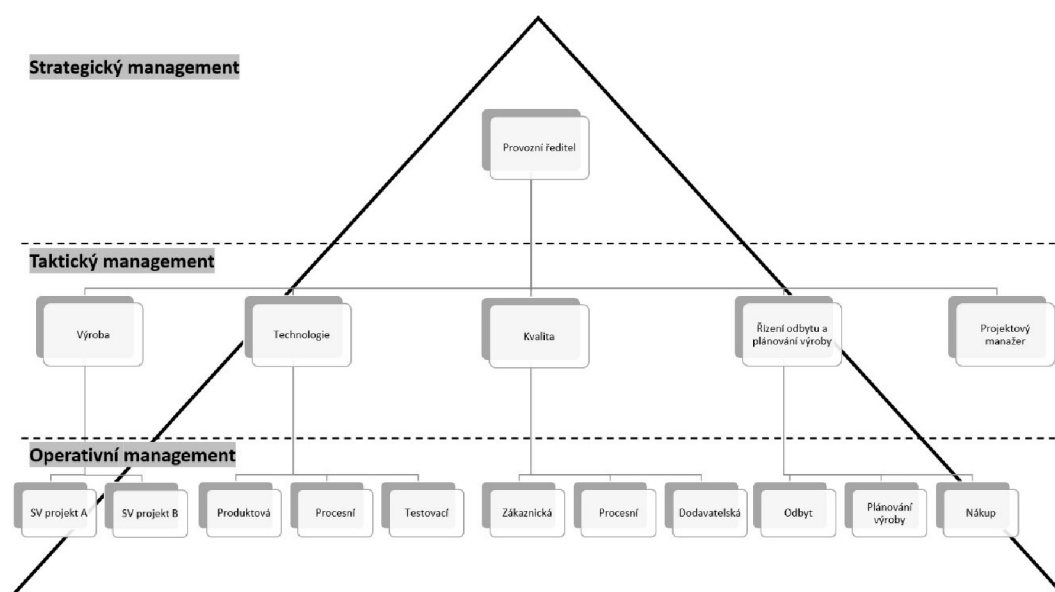 Strategický management
Provozní ředitel
Taktický management
Výroba
Technologie
Kvalita
Řízení odbytu a
plánování výroby
Projektový
manažer
Operativní management
SV projekt A
SV projekt B
Produktová
Procesní
Testovací
Zákaznická
Procesní
Dodavatelská
Odbyt
Plánování
výroby
Nákup